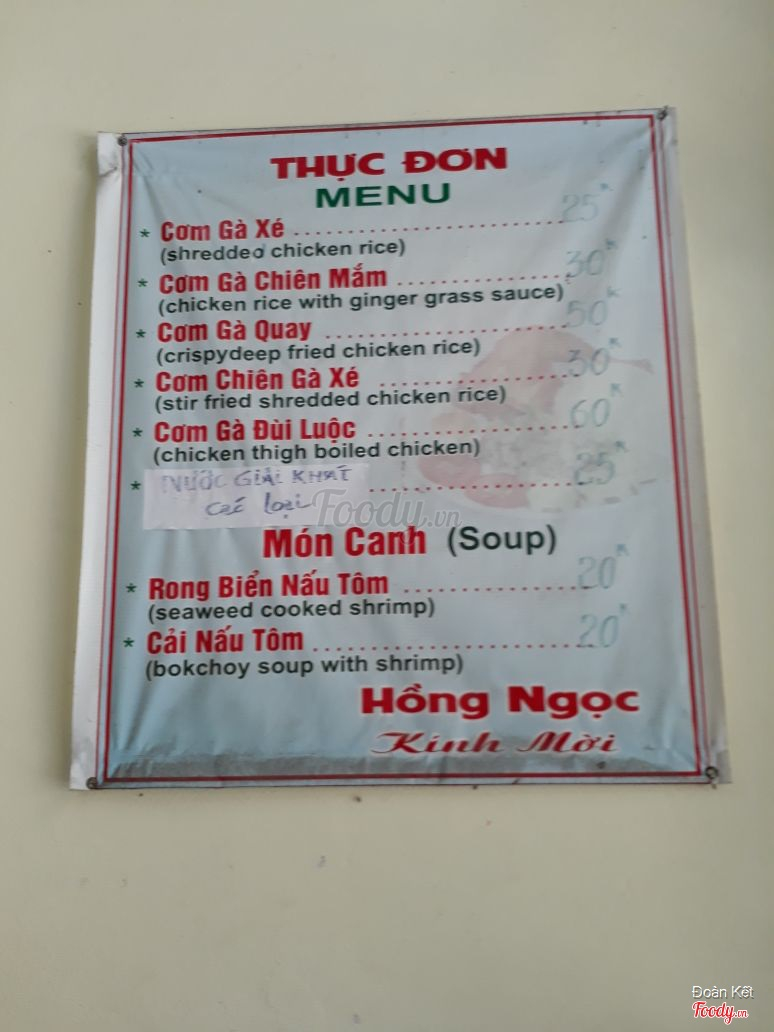 THỰC ĐƠN
MENU
* Cơm Gà Xé ........................ 25K
(shredded chicken rice)
* Cơm Gà Chiên Mắm ................ 30K
(chicken rice with ginger grass sauce)
* Cơm Gà Quay ..................... 50K
(crispydeep fried chicken rice)
* Cơm Chiên Gà Xé ................. 30K
(stir fried shredded chicken rice)
* Cơm Gà Đùi Luộc ................. 60K
(chicken thigh boiled chicken)
* NƯỚC GIẢI KHÁT ................. 25K
các loại
Foody.vn
Món Canh (Soup)
* Rong Biển Nấu Tôm ............... 20K
(seaweed cooked shrimp)
* Cải Nấu Tôm ..................... 20K
(bokchoy soup with shrimp)
Hồng Ngọc
Kính Mời
Đoàn Kết
Foody.vn